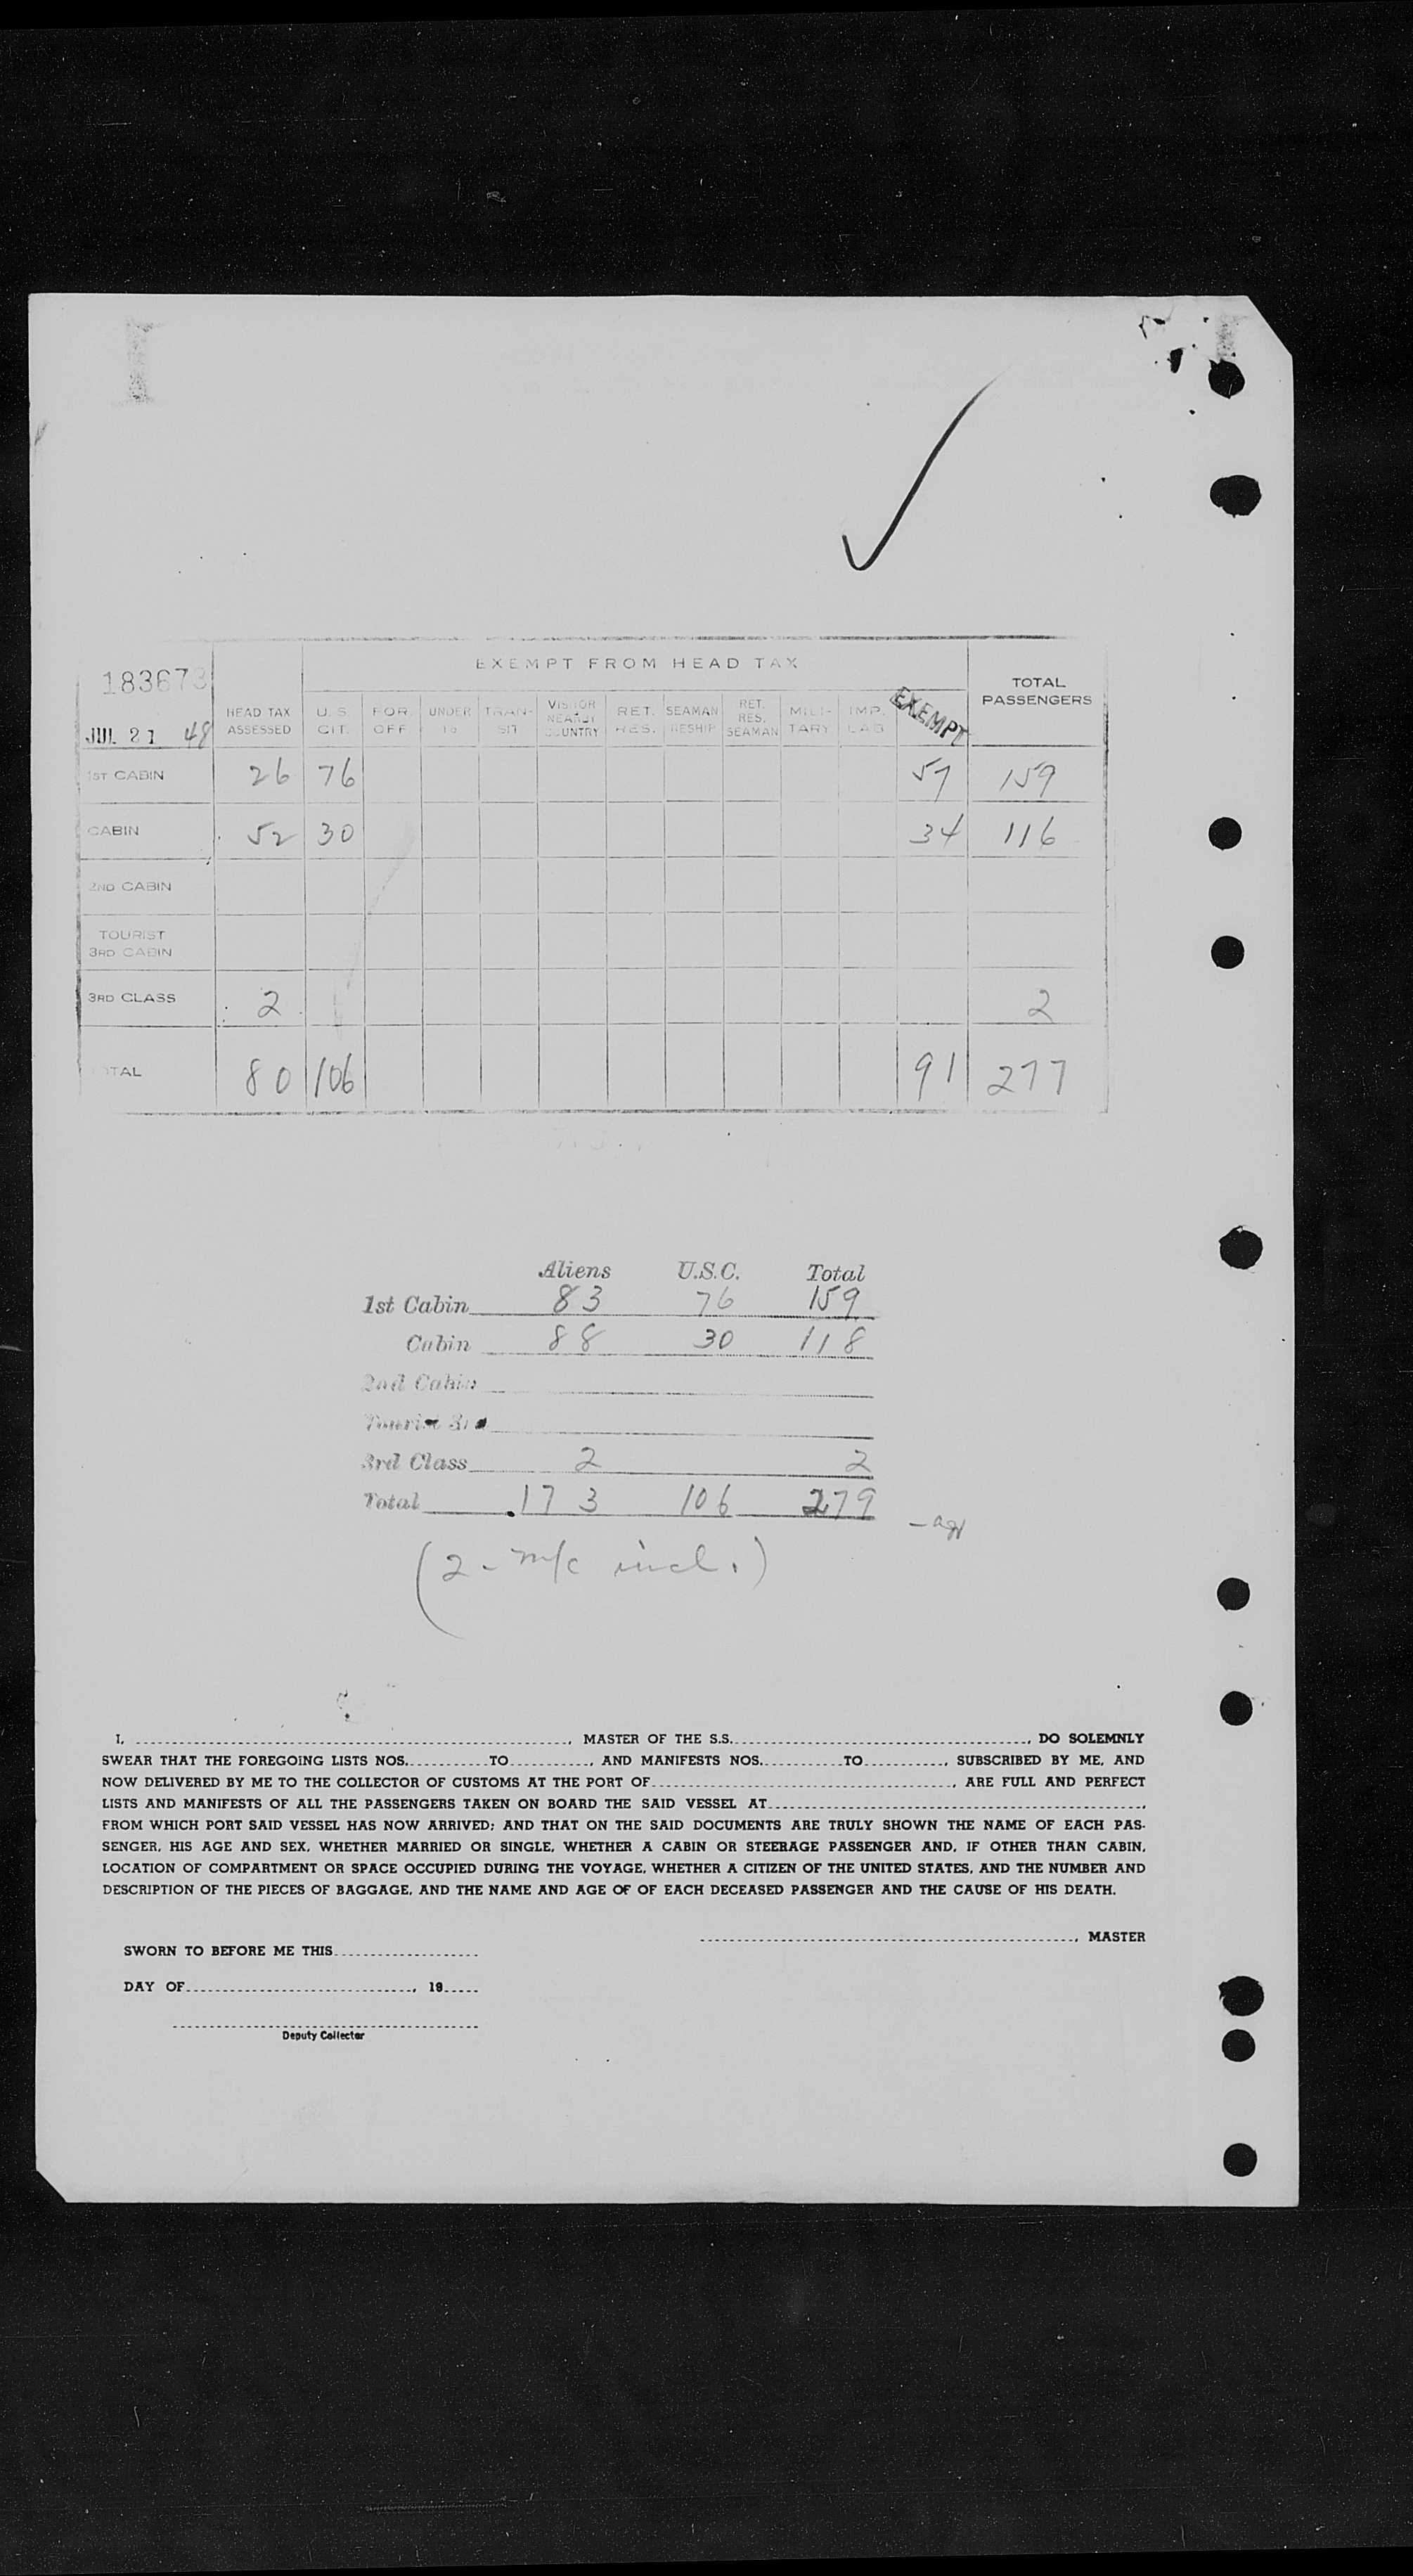 183673
JUL 21 48
HEAD TAX ASSESSED
EXEMPT FROM HEAD TAX
U. S. CIT.
FOR. OFF.
UNDER 16
TRAN- SIT
VISITOR NEARBY COUNTRY
RET. RES.
SEAMAN RESHIP
RET. RES. SEAMAN
MILI- TARY
IMP. LAB.
EXEMPT
TOTAL PASSENGERS
1ST CABIN 26 76 57 159
CABIN 52 30 34 116
2ND CABIN
TOURIST
3RD CABIN
3RD CLASS 2 2
TOTAL 80 106 91 277
Aliens U.S.C. Total
1st Cabin 83 76 159
Cabin 88 30 118
2nd Cabin
Tourist 3rd
3rd Class 2 2
Total 173 106 279
(2 - m/c incl.)
I, , MASTER OF THE S.S. , DO SOLEMNLY
SWEAR THAT THE FOREGOING LISTS NOS. TO , AND MANIFESTS NOS. TO , SUBSCRIBED BY ME, AND
NOW DELIVERED BY ME TO THE COLLECTOR OF CUSTOMS AT THE PORT OF , ARE FULL AND PERFECT
LISTS AND MANIFESTS OF ALL THE PASSENGERS TAKEN ON BOARD THE SAID VESSEL AT ,
FROM WHICH PORT SAID VESSEL HAS NOW ARRIVED; AND THAT ON THE SAID DOCUMENTS ARE TRULY SHOWN THE NAME OF EACH PAS-
SENGER, HIS AGE AND SEX, WHETHER MARRIED OR SINGLE, WHETHER A CABIN OR STEERAGE PASSENGER AND, IF OTHER THAN CABIN,
LOCATION OF COMPARTMENT OR SPACE OCCUPIED DURING THE VOYAGE, WHETHER A CITIZEN OF THE UNITED STATES, AND THE NUMBER AND
DESCRIPTION OF THE PIECES OF BAGGAGE, AND THE NAME AND AGE OF OF EACH DECEASED PASSENGER AND THE CAUSE OF HIS DEATH.
, MASTER
SWORN TO BEFORE ME THIS
DAY OF , 19
Deputy Collector